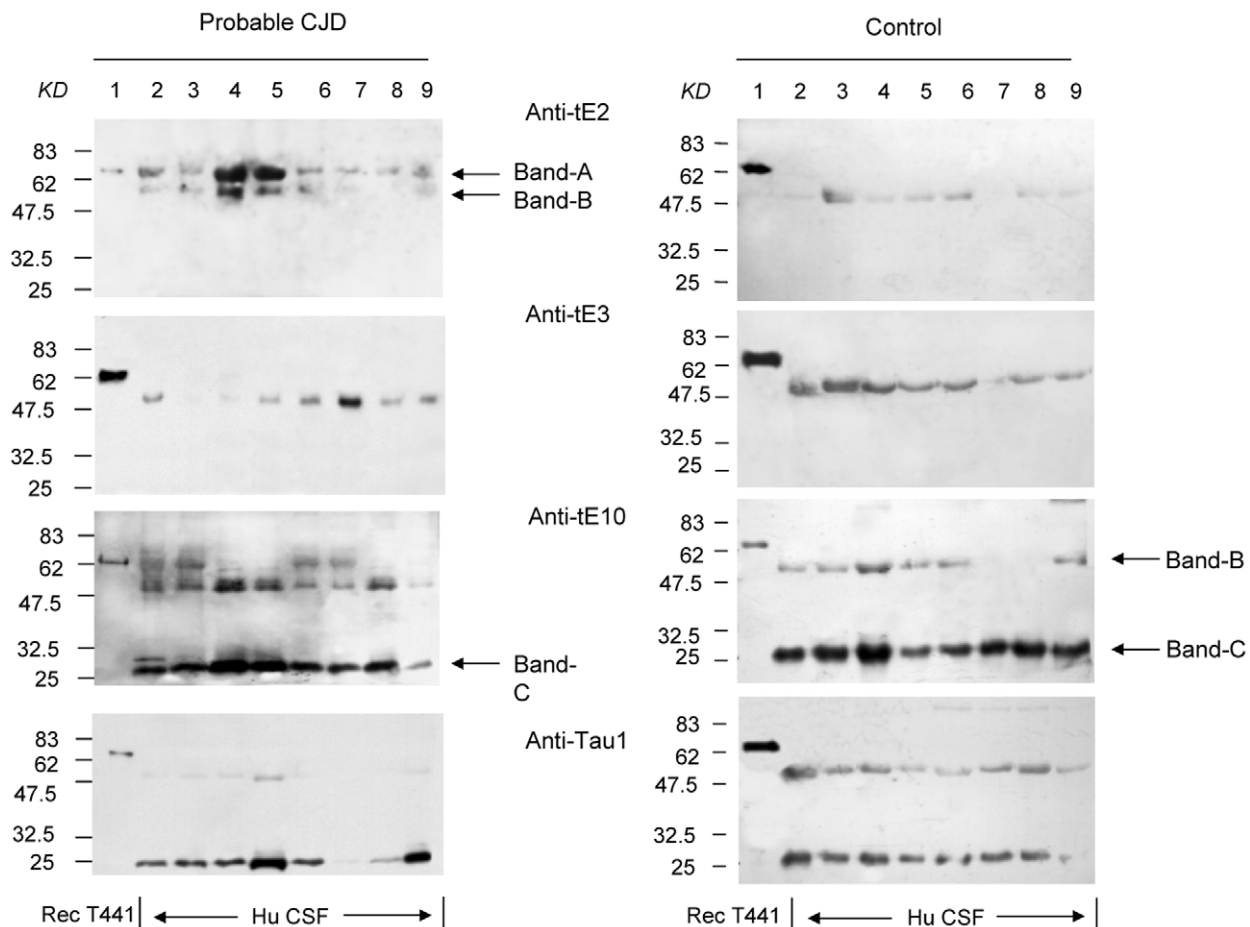 Probable CJD
KD 1 2 3 4 5 6 7 8 9
Anti-tE2
83
62
47.5
32.5
25
Band-A
Band-B
Anti-tE3
83
62
47.5
32.5
25
Anti-tE10
83
62
47.5
32.5
25
Band-
C
Anti-Tau1
83
62
47.5
32.5
25
Rec T441 Hu CSF
Control
KD 1 2 3 4 5 6 7 8 9
83
62
47.5
32.5
25
83
62
47.5
32.5
25
83
62
47.5
32.5
25
Band-B
Band-C
83
62
47.5
32.5
25
Rec T441 Hu CSF